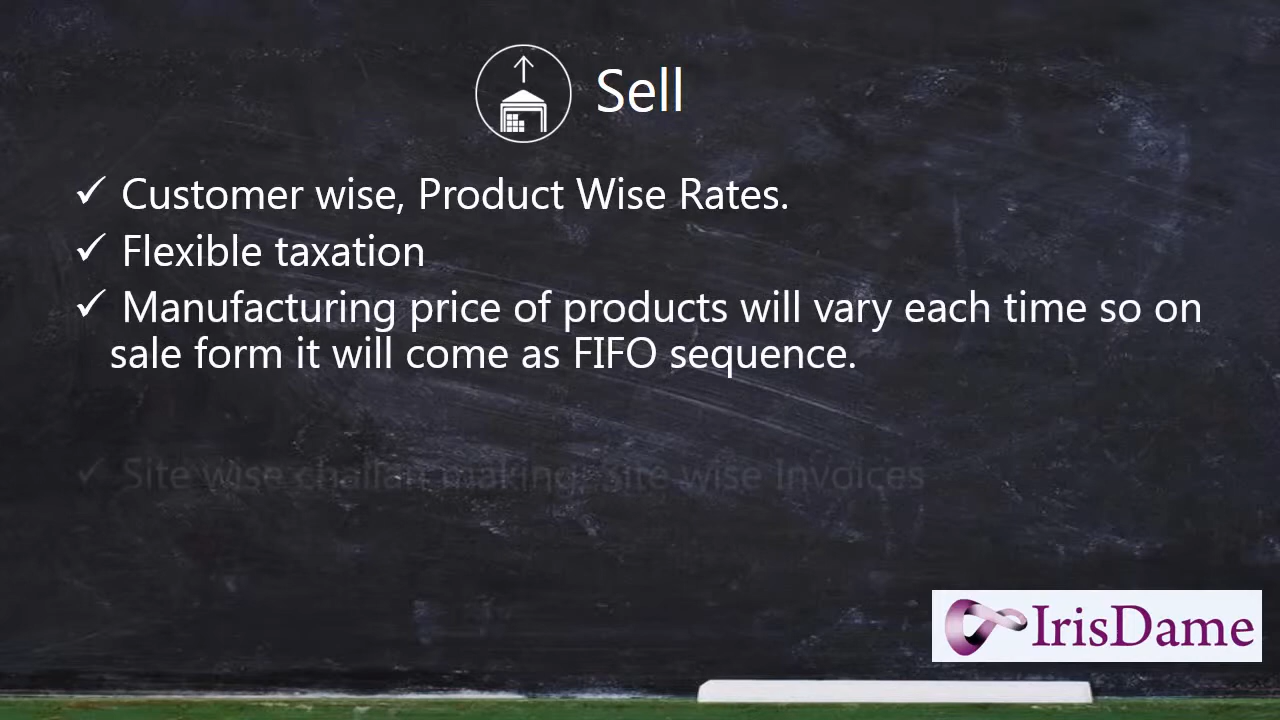 Sell
✓ Customer wise, Product Wise Rates.
✓ Flexible taxation
✓ Manufacturing price of products will vary each time so on
sale form it will come as FIFO sequence.
✓ Site wise challan making, Site wise Invoices
IrisDame